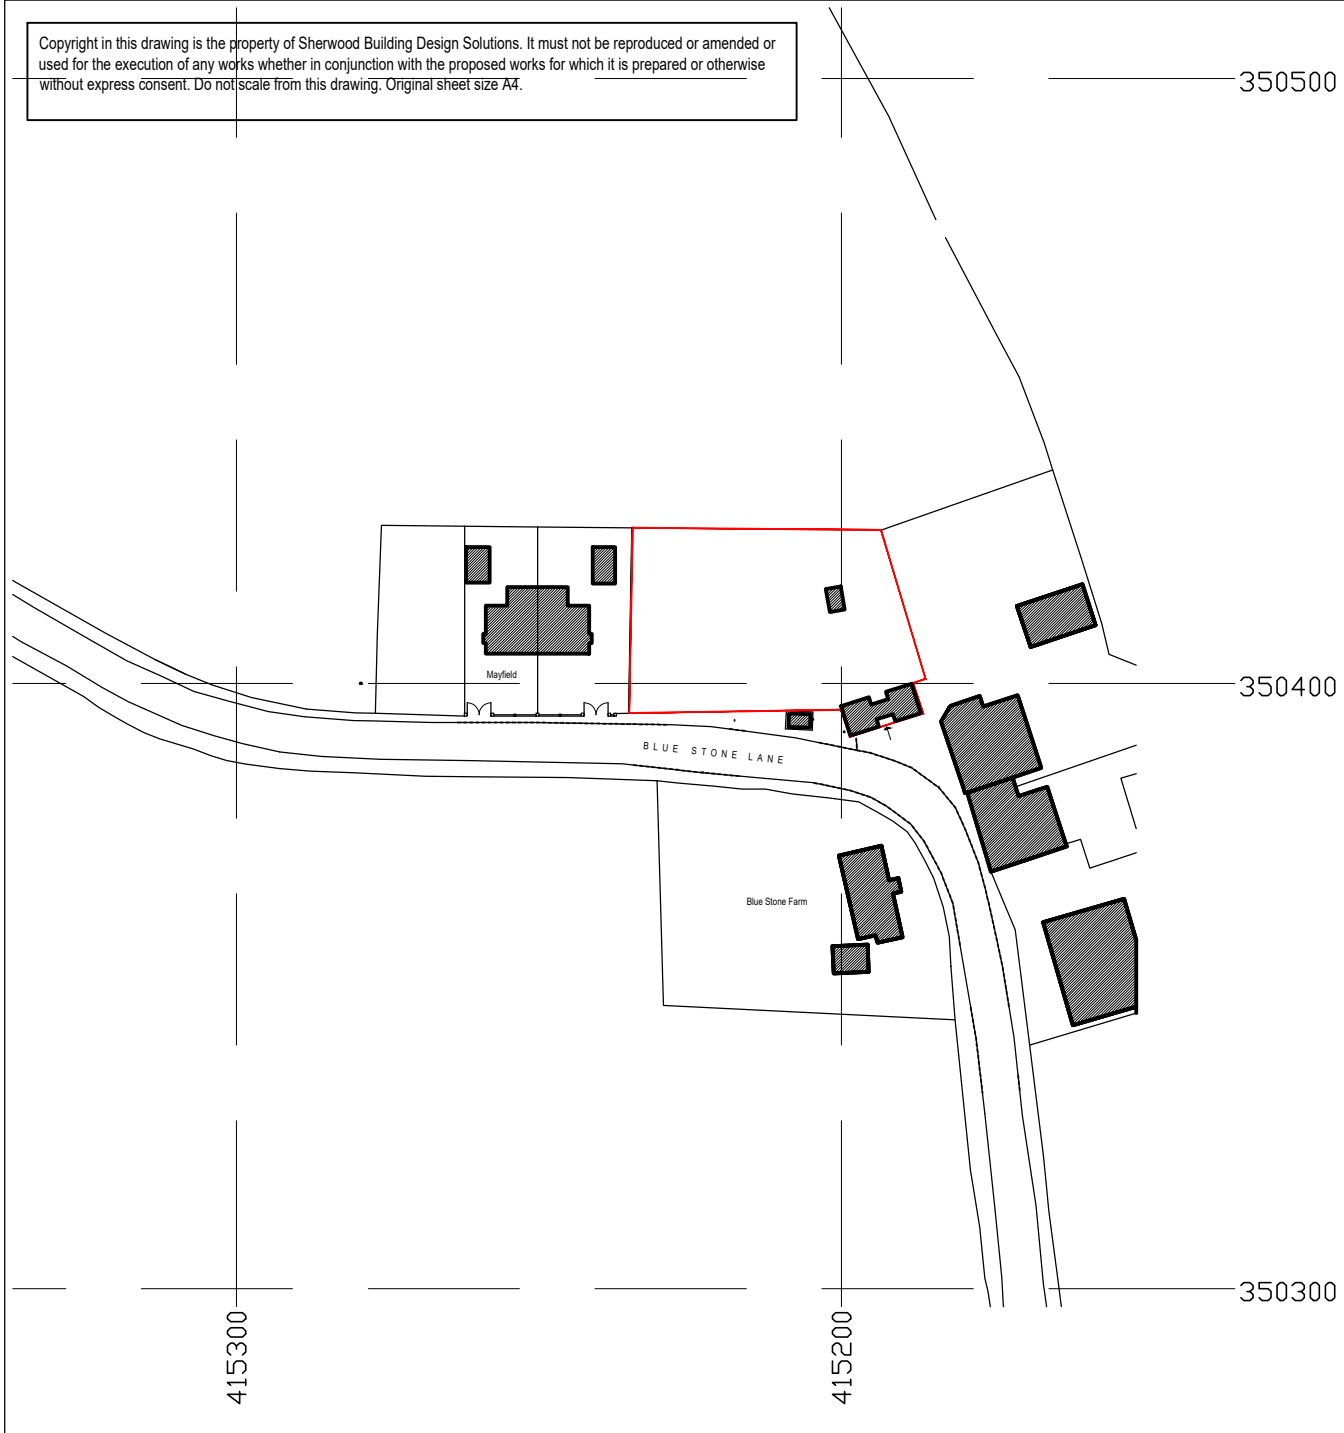 Copyright in this drawing is the property of Sherwood Building Design Solutions. It must not be reproduced or amended or
used for the execution of any works whether in conjunction with the proposed works for which it is prepared or otherwise
without express consent. Do not scale from this drawing. Original sheet size A4.
350500
Mayfield
350400
BLUE STONE LANE
Blue Stone Farm
350300
415300
415200